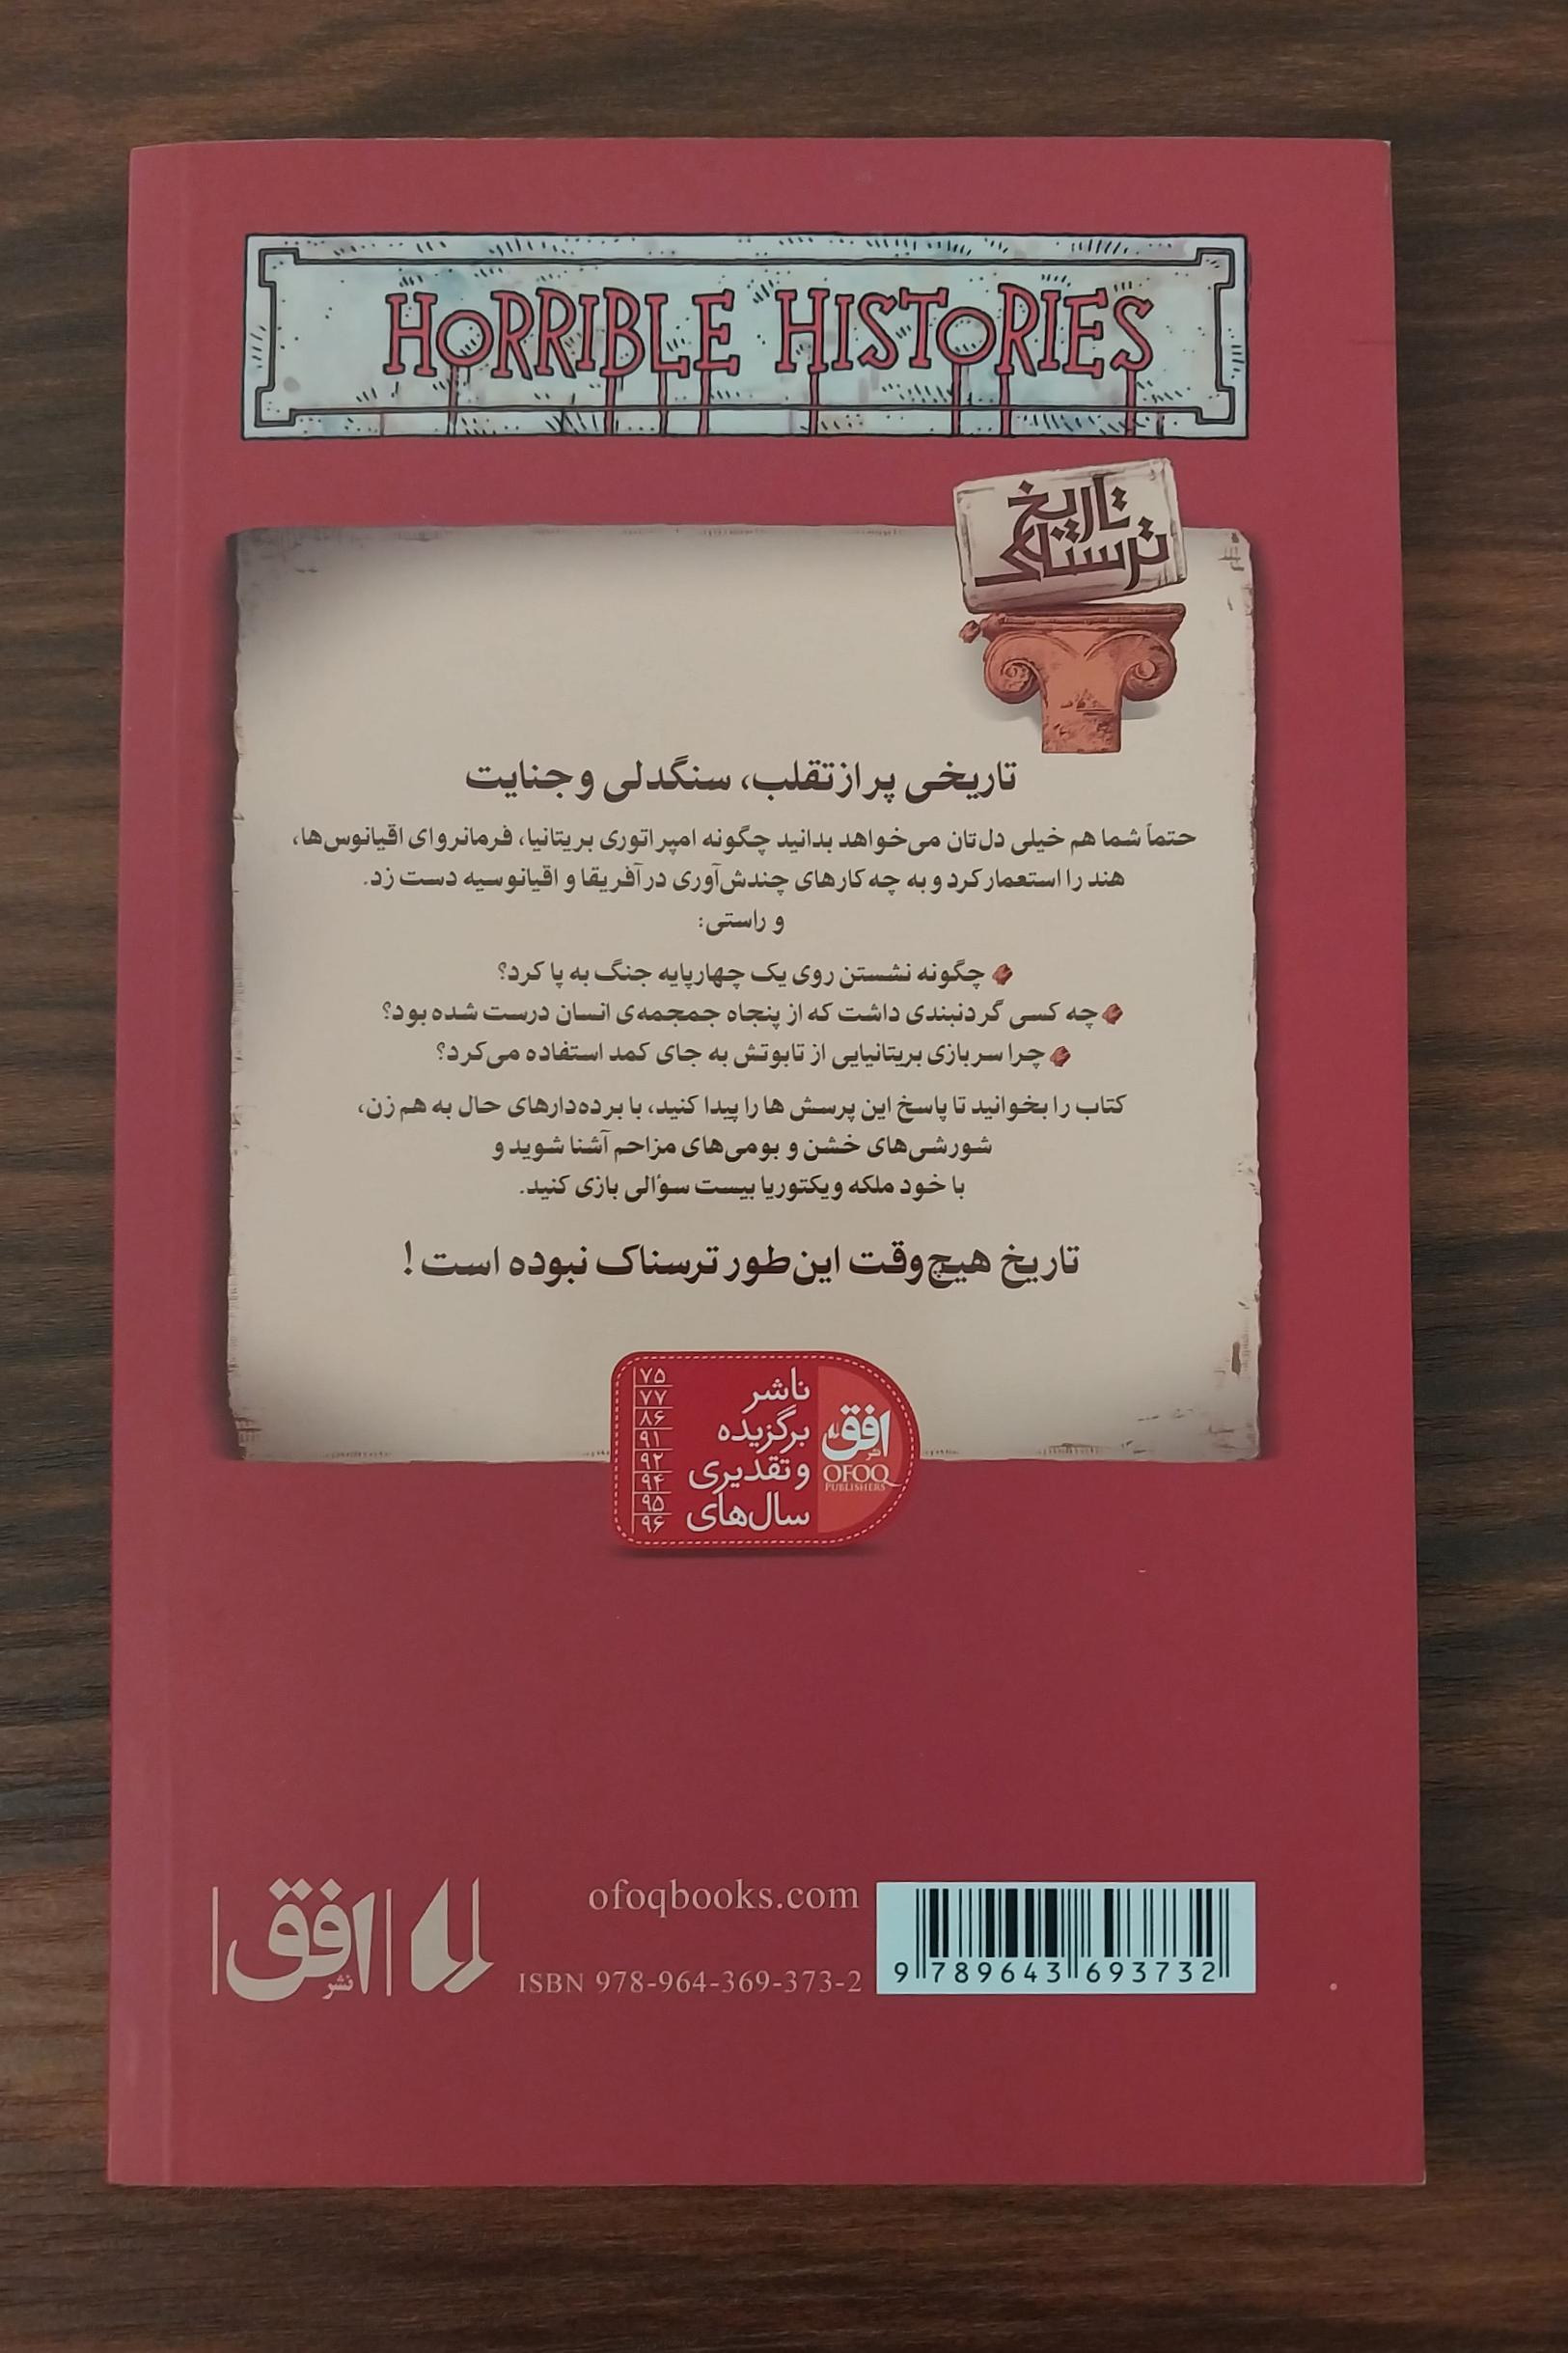 HORRIBLE HISTORIES
تاریخ
ترسناک
تاریخی پر از تقلب، سنگدلی و جنایت
حتماً شما هم خیلی دل‌تان می‌خواهد بدانید چگونه امپراتوری بریتانیا، فرمانروای اقیانوس‌ها،
هند را استعمار کرد و به چه کارهای چندش‌آوری در آفریقا و اقیانوسیه دست زد.
و راستی:
چگونه نشستن روی یک چهارپایه جنگ به پا کرد؟
چه کسی گردنبندی داشت که از پنجاه جمجمه‌ی انسان درست شده بود؟
چرا سربازی بریتانیایی از تابوتش به جای کمد استفاده می‌کرد؟
کتاب را بخوانید تا پاسخ این پرسش ها را پیدا کنید، با برده‌دارهای حال به هم زن،
شورشی‌های خشن و بومی‌های مزاحم آشنا شوید و
با خود ملکه ویکتوریا بیست سؤالی بازی کنید.
تاریخ هیچ‌وقت این‌طور ترسناک نبوده است!
نشر
افق
OFOQ
PUBLISHERS
ناشر
برگزیده
و تقدیری
سال‌های
۷۵
۷۷
۸۶
۹۱
۹۲
۹۴
۹۵
۹۶
نشر
افق
ofoqbooks.com
ISBN 978-964-369-373-2
9 789643 693732